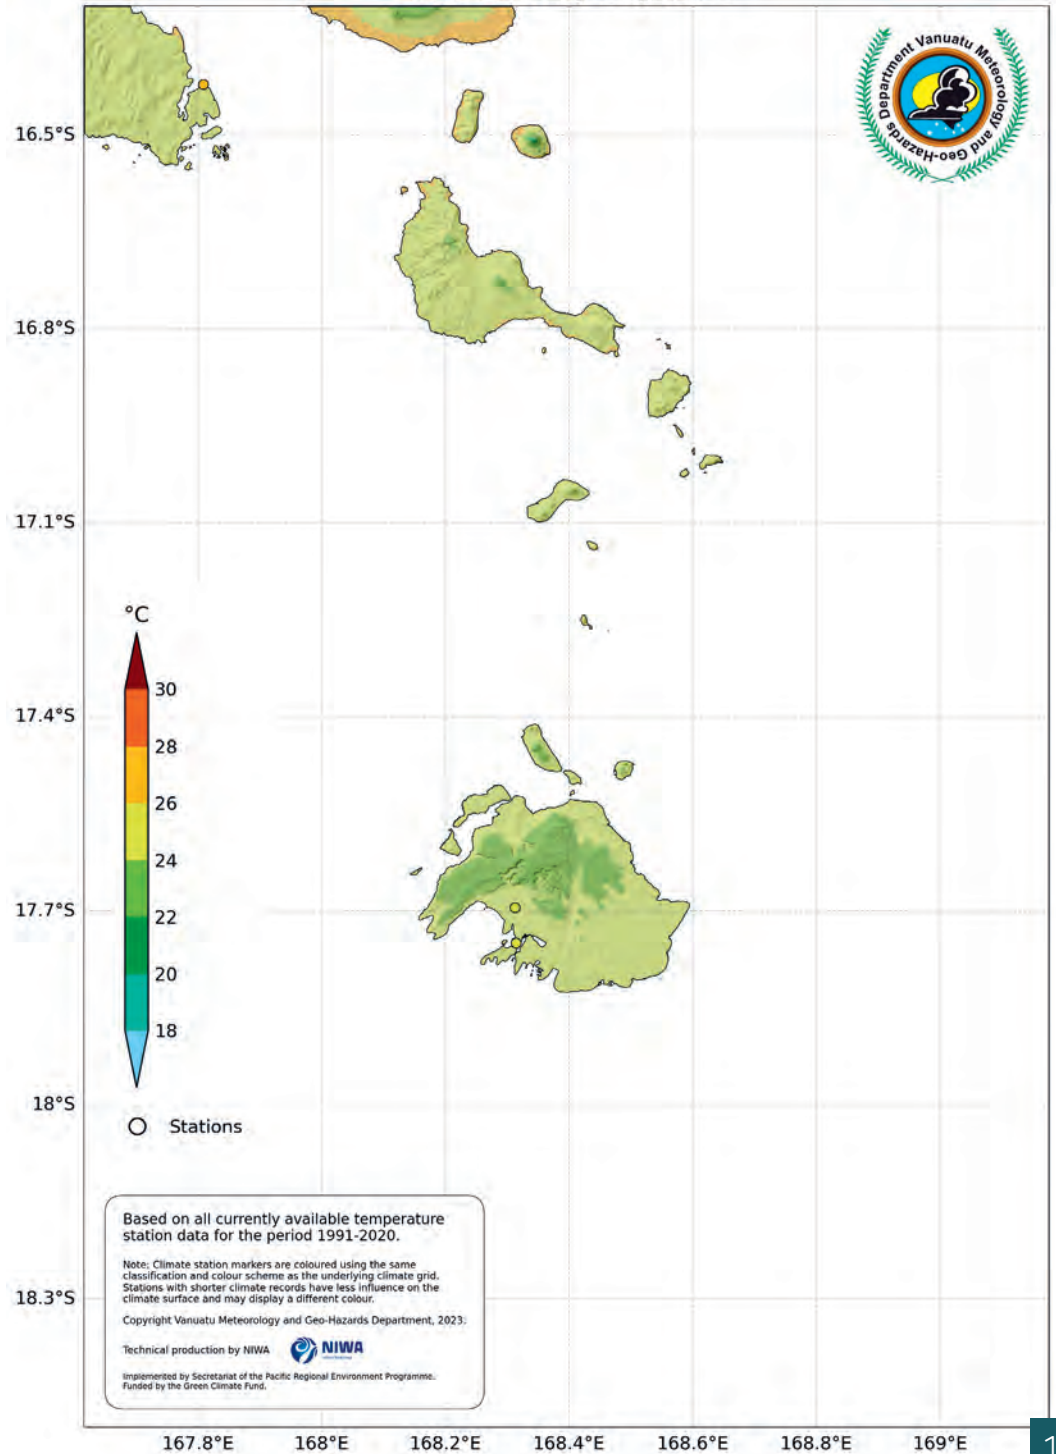 Vanuatu Meteorology and Geo-Hazards Department
16.5°S
16.8°S
17.1°S
17.4°S
17.7°S
18°S
18.3°S
°C
30
28
26
24
22
20
18
Stations
Based on all currently available temperature
station data for the period 1991-2020.
Note: Climate station markers are coloured using the same
classification and colour scheme as the underlying climate grid.
Stations with shorter climate records have less influence on the
climate surface and may display a different colour.
Copyright Vanuatu Meteorology and Geo-Hazards Department, 2023.
Technical production by NIWA
NIWA
Implemented by Secretariat of the Pacific Regional Environment Programme.
Funded by the Green Climate Fund.
167.8°E 168°E 168.2°E 168.4°E 168.6°E 168.8°E 169°E
1